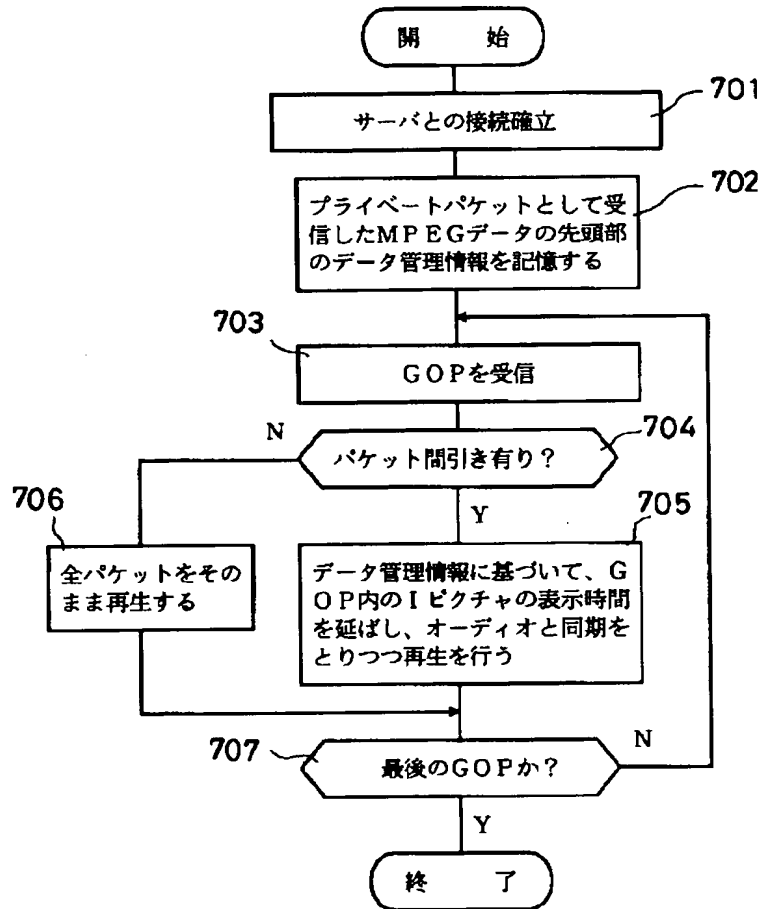 開 始
701
サーバとの接続確立
702
プライベートパケットとして受
信したMPEGデータの先頭部
のデータ管理情報を記憶する
703
GOPを受信
N
704
パケット間引き有り?
706
Y
705
全パケットをその
まま再生する
データ管理情報に基づいて、G
OP内のIピクチャの表示時間
を延ばし、オーディオと同期を
とりつつ再生を行う
707
N
最後のGOPか?
Y
終 了